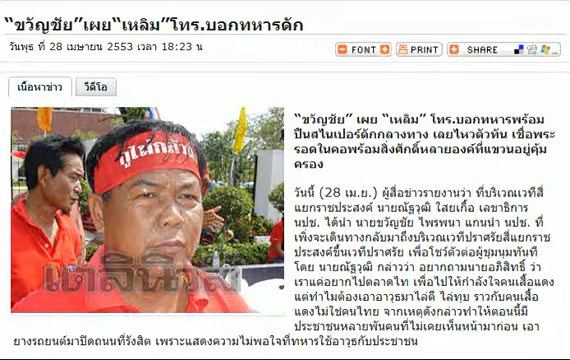 “ขวัญชัย”เผย“เหลิม”โทร.บอกทหารดัก
วันพุธ ที่ 28 เมษายน 2553 เวลา 18:23 น
FONT
PRINT
SHARE
เนื้อหาข่าว
วีดีโอ
กูไม่กลัวมึง
เดลินิวส์
“ขวัญชัย” เผย “เหลิม” โทร.บอกทหารพร้อม
ปืนสไนเปอร์ดักกลางทาง เลยไหวตัวทัน เชื่อพระ
รอดในคอพร้อมสิ่งศักดิ์หลายองค์ที่แขวนอยู่คุ้ม
ครอง
วันนี้ (28 เม.ย.) ผู้สื่อข่าวรายงานว่า ที่บริเวณเวทีสี่
แยกราชประสงค์ นายณัฐวุฒิ ใสยเกื้อ เลขาธิการ
นปช. ได้นำ นายขวัญชัย ไพรพนา แกนนำ นปช. ที่
เพิ่งจะเดินทางกลับมาถึงบริเวณเวทีปราศรัยสี่แยกราช
ประสงค์ขึ้นเวทีปราศรัย เพื่อโชว์ตัวต่อผู้ชุมนุมทันที
โดย นายณัฐวุฒิ กล่าวว่า อยากถามนายอภิสิทธิ์ ว่า
เราแค่อยากไปตลาดไท เพื่อไปให้กำลังใจคนเสื้อแดง
แต่ทำไมต้องเอาอาวุธมาไล่ตี ไล่ทุบ ราวกับคนเสื้อแดง
ไม่ใช่คนไทย จากเหตุดังกล่าวทำให้ตอนนี้มี
ประชาชนหลายพันคนที่ไม่เคยเห็นหน้ามาก่อน เอา
ยางรถยนต์มาปิดถนนที่รังสิต เพราะแสดงความไม่พอใจที่ทหารใช้อาวุธกับประชาชน